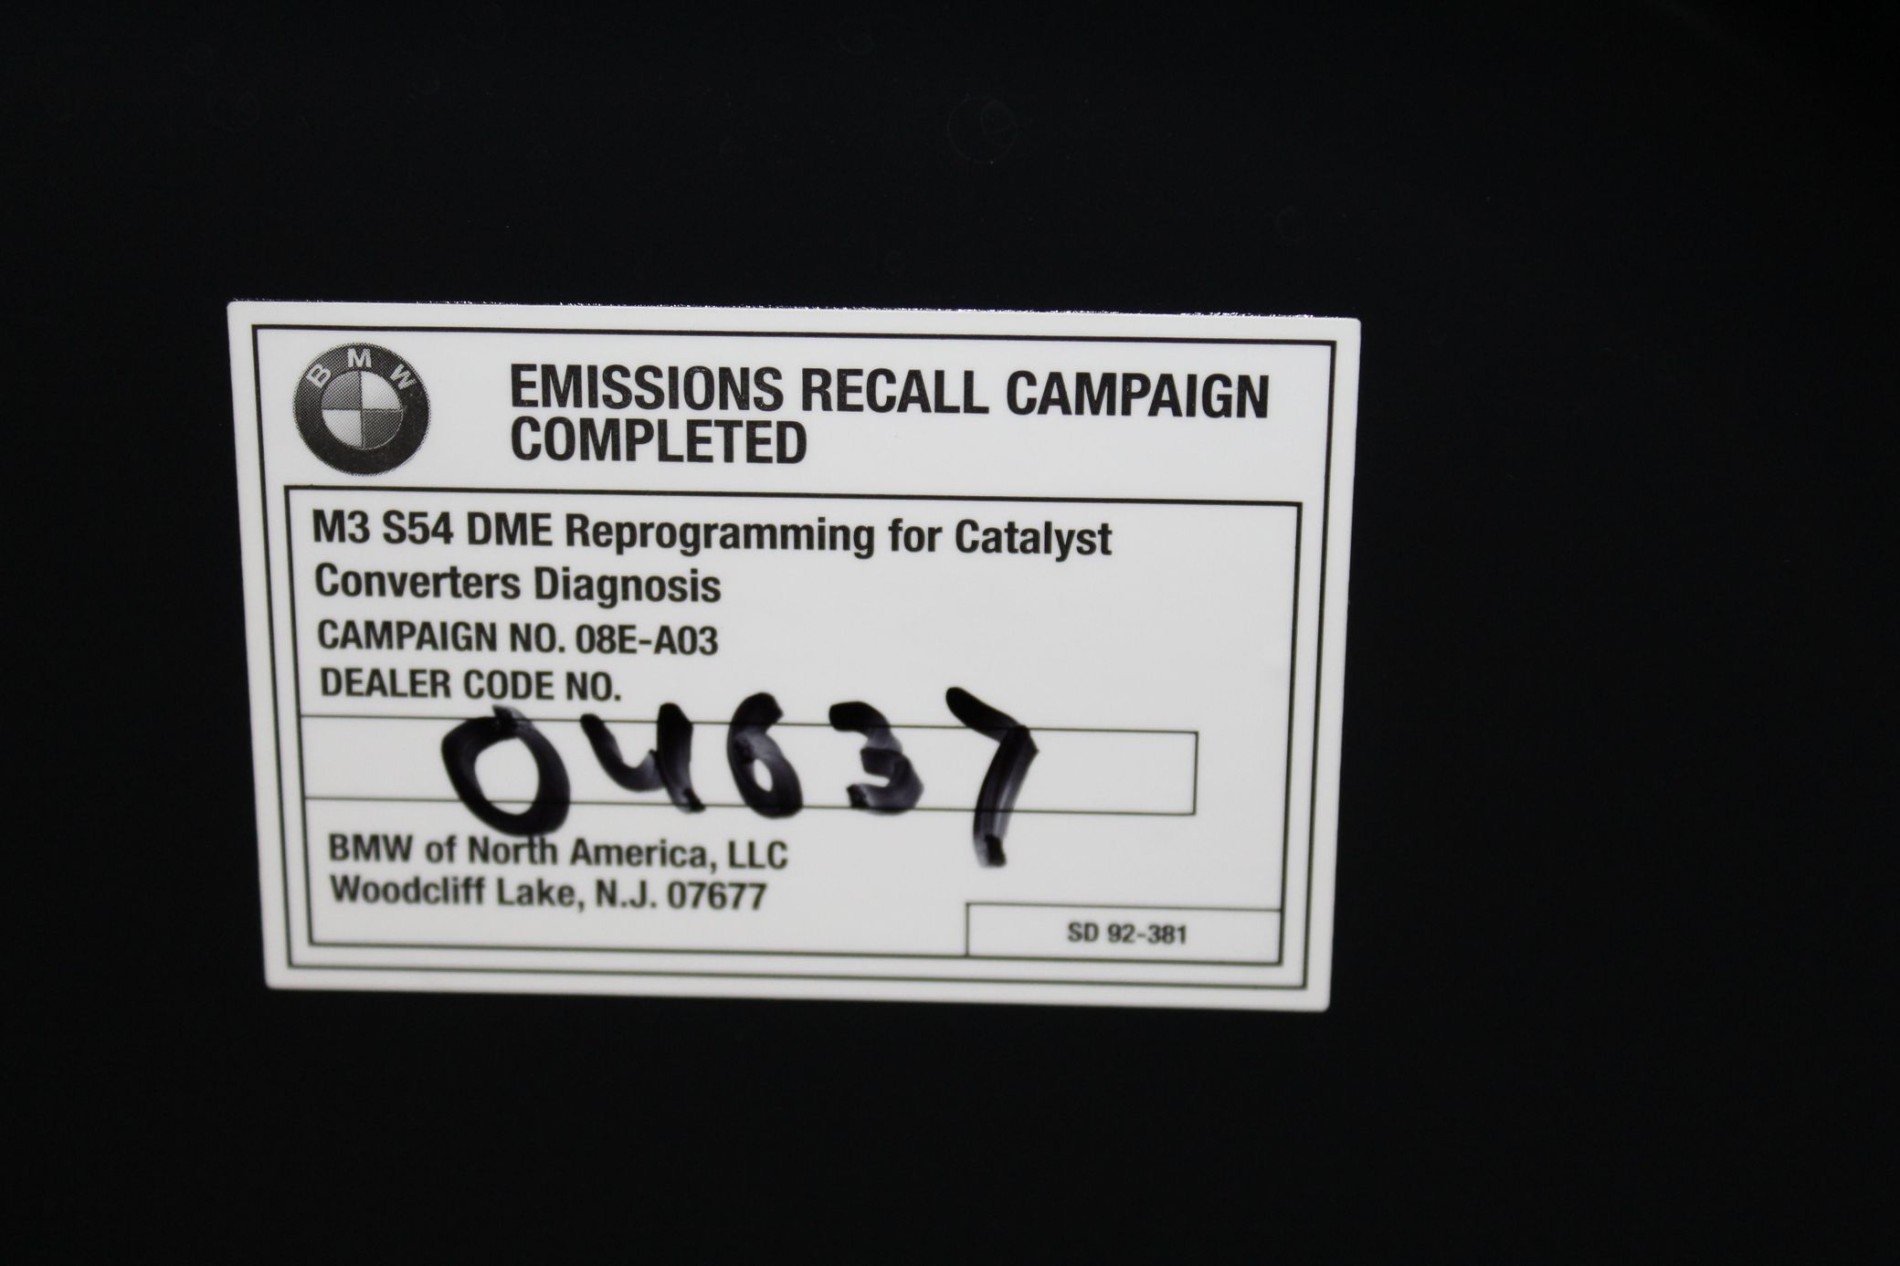 BMW
EMISSIONS RECALL CAMPAIGN
COMPLETED
M3 S54 DME Reprogramming for Catalyst
Converters Diagnosis
CAMPAIGN NO. 08E-A03
DEALER CODE NO.
04637
BMW of North America, LLC
Woodcliff Lake, N.J. 07677
SD 92-381